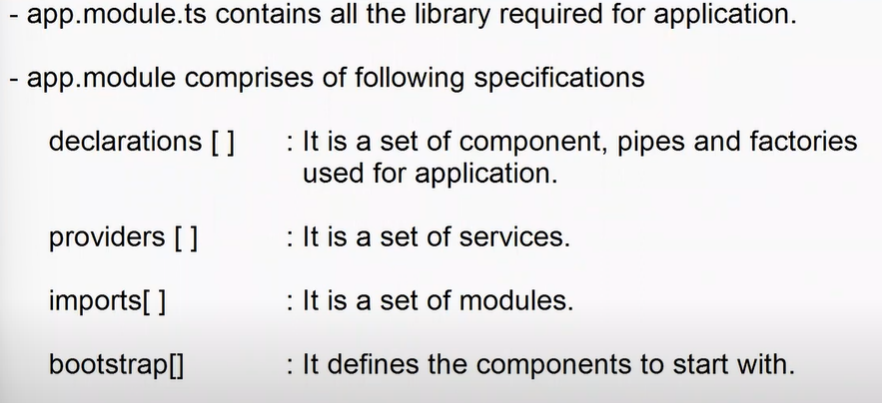 - app.module.ts contains all the library required for application.
- app.module comprises of following specifications
declarations [ ] : It is a set of component, pipes and factories
used for application.
providers [ ] : It is a set of services.
imports[ ] : It is a set of modules.
bootstrap[] : It defines the components to start with.